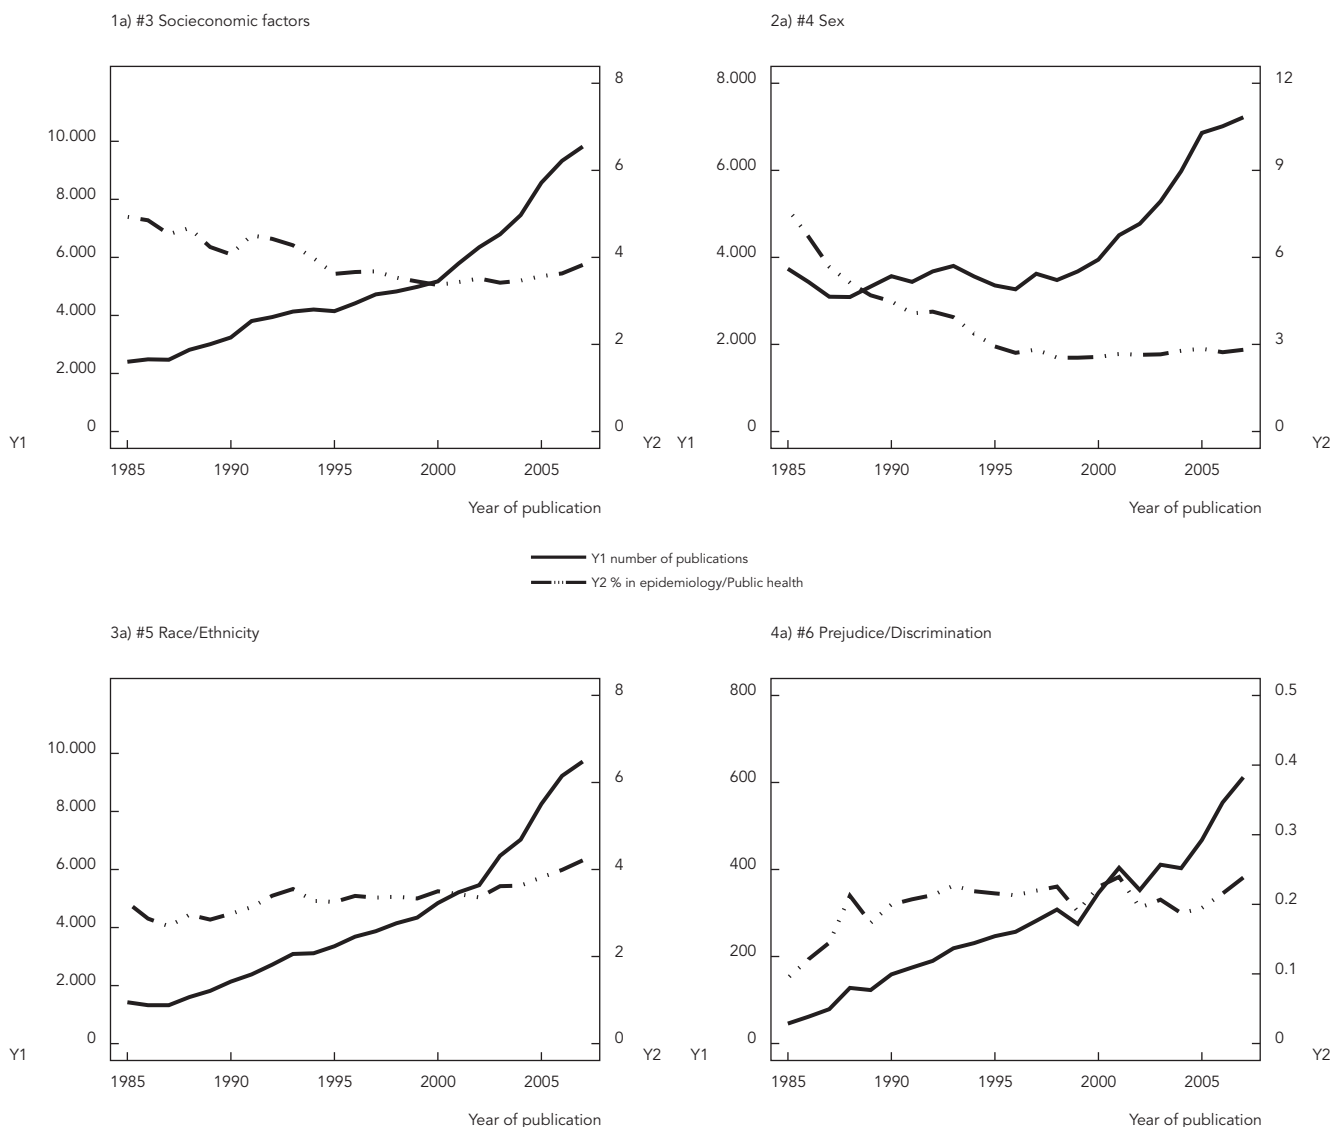 1a) #3 Socieconomic factors
2a) #4 Sex
8
10.000
6
8.000
6.000
4
4.000
2
2.000
0
0
Y1
Y2
1985 1990 1995 2000 2005
Year of publication
8.000
12
6.000
9
4.000
6
2.000
3
0
0
Y1
Y2
1985 1990 1995 2000 2005
Year of publication
Y1 number of publications
Y2 % in epidemiology/Public health
3a) #5 Race/Ethnicity
4a) #6 Prejudice/Discrimination
8
10.000
6
8.000
6.000
4
4.000
2
2.000
0
0
Y1
Y2
1985 1990 1995 2000 2005
Year of publication
800
0.5
0.4
600
0.3
400
0.2
200
0.1
0
0
Y1
Y2
1985 1990 1995 2000 2005
Year of publication